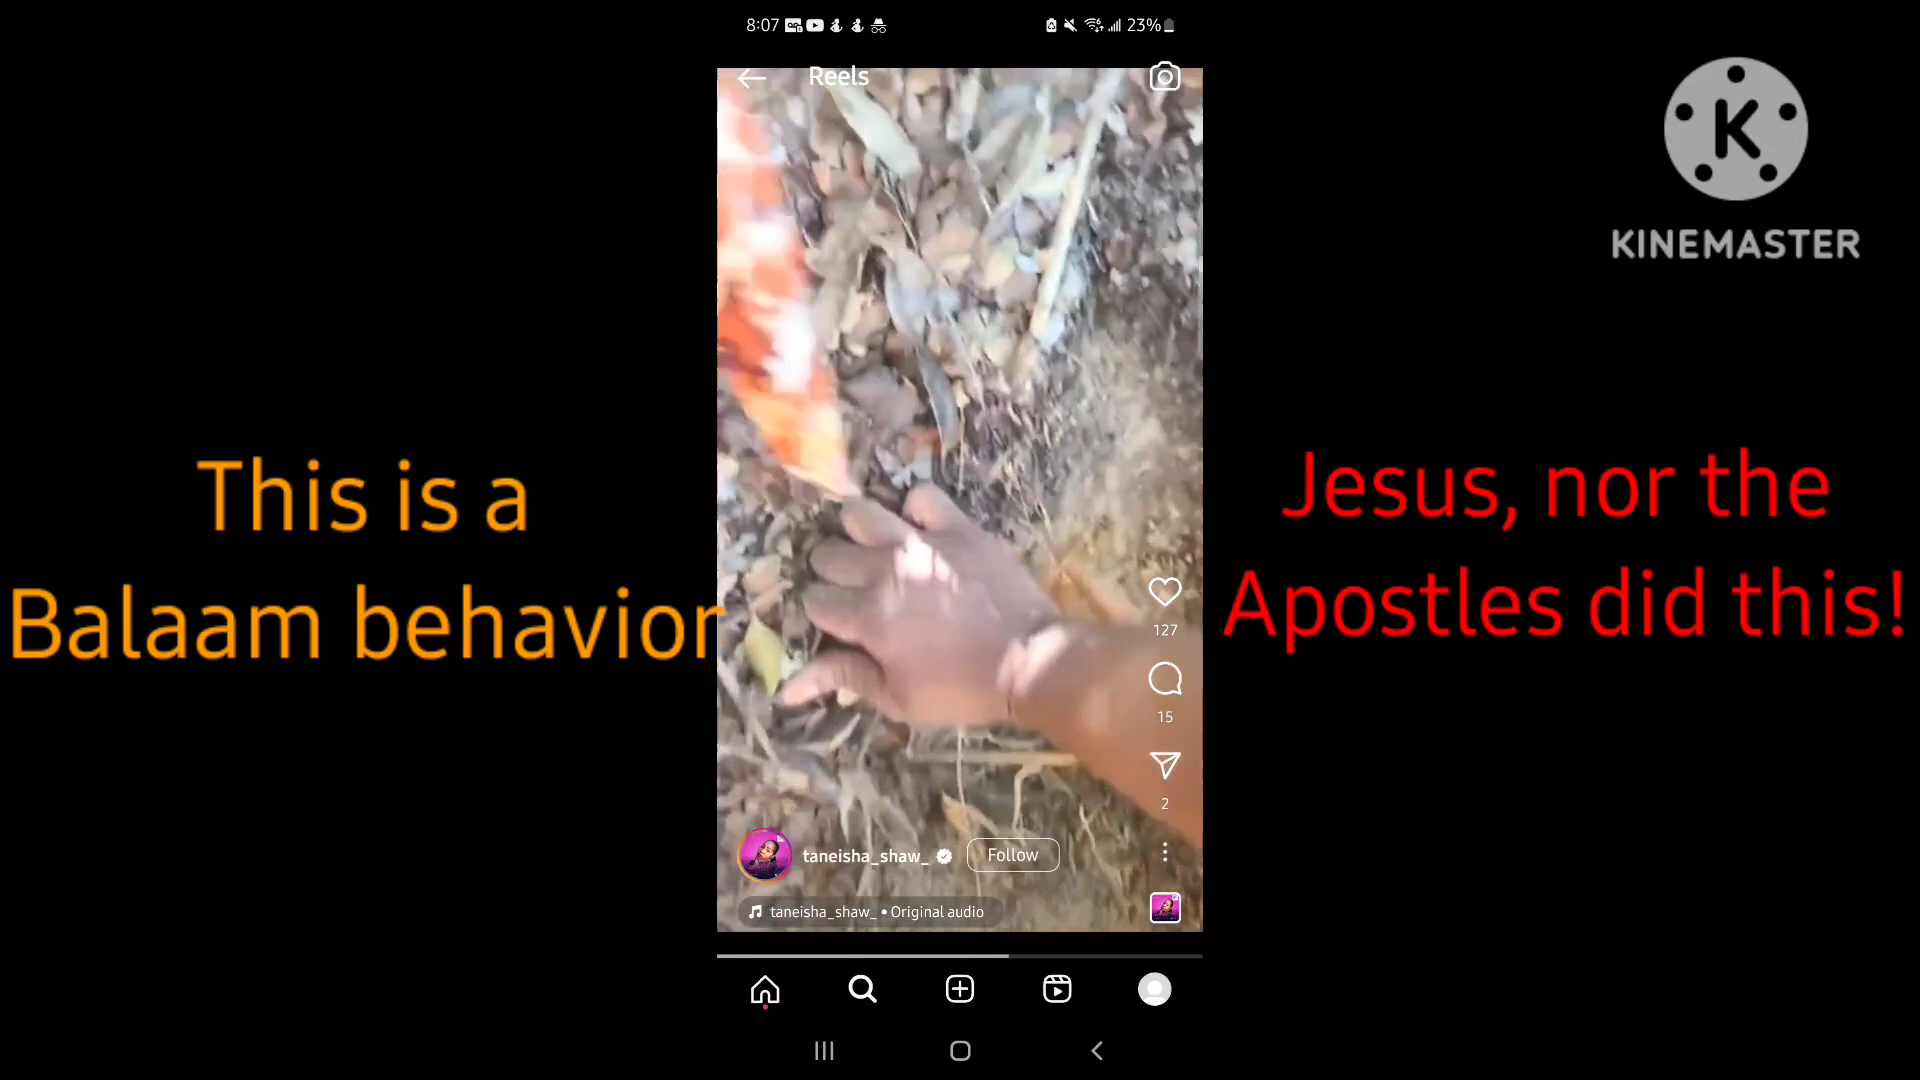 8:07
23%
Reels
K
KINEMASTER
This is a
Balaam behavior
Jesus, nor the
Apostles did this!
127
15
2
taneisha_shaw_
Follow
taneisha_shaw_ • Original audio